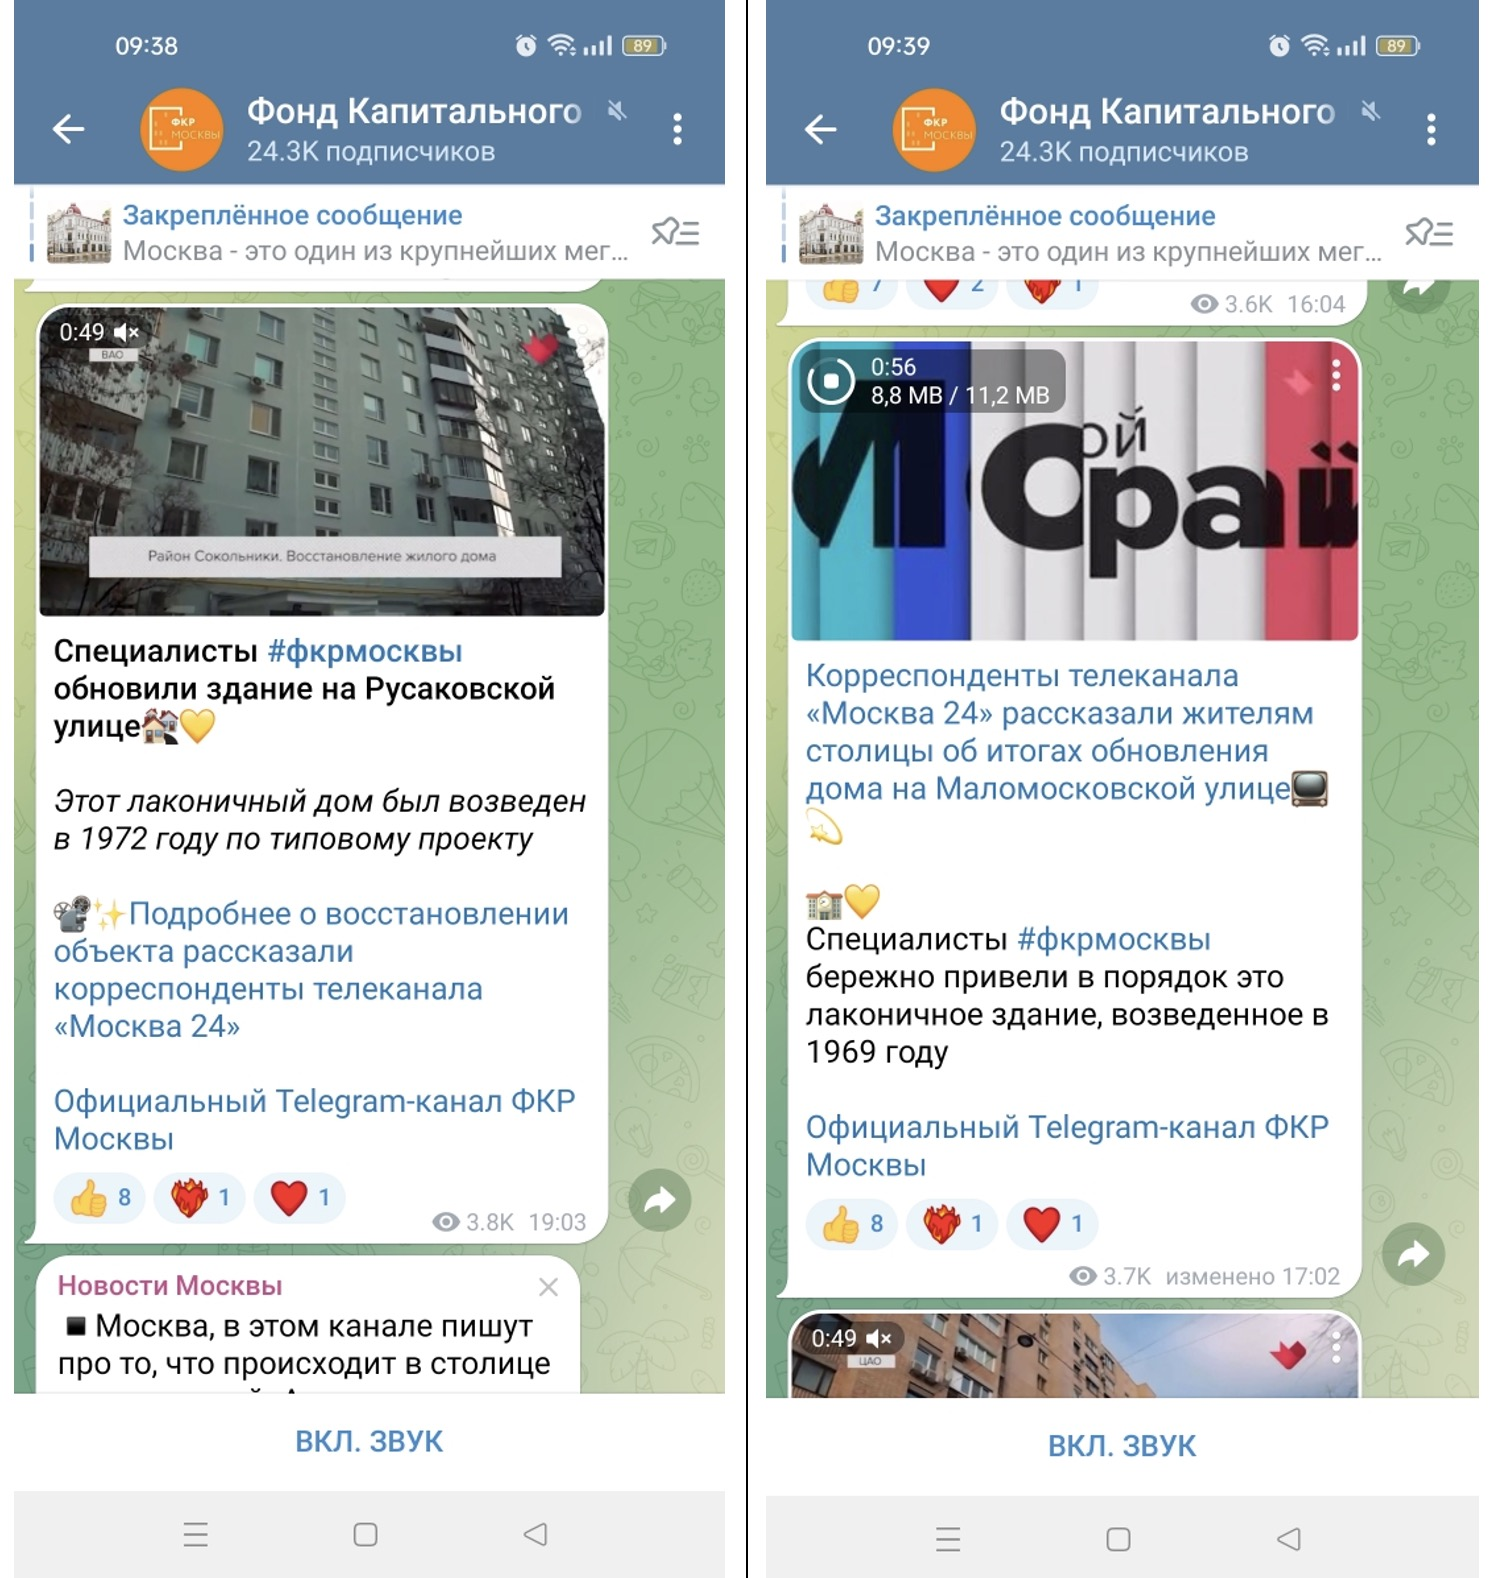 09:38
89
ФКР
МОСКВЫ
Фонд Капитального
24.3K подписчиков
Закреплённое сообщение
Москва - это один из крупнейших мег...
0:49
ВАО
Район Сокольники. Восстановление жилого дома
Специалисты #фкрмосквы
обновили здание на Русаковской
улице
Этот лаконичный дом был возведен
в 1972 году по типовому проекту
Подробнее о восстановлении
объекта рассказали
корреспонденты телеканала
«Москва 24»
Официальный Telegram-канал ФКР
Москвы
8 1 1
3.8K 19:03
Новости Москвы
Москва, в этом канале пишут
про то, что происходит в столице
ВКЛ. ЗВУК
09:39
89
ФКР
МОСКВЫ
Фонд Капитального
24.3K подписчиков
Закреплённое сообщение
Москва - это один из крупнейших мег...
7 2 1
3.6K 16:04
0:56
8,8 MB / 11,2 MB
Корреспонденты телеканала
«Москва 24» рассказали жителям
столицы об итогах обновления
дома на Маломосковской улице
Специалисты #фкрмосквы
бережно привели в порядок это
лаконичное здание, возведенное в
1969 году
Официальный Telegram-канал ФКР
Москвы
8 1 1
3.7K изменено 17:02
0:49
ЦАО
ВКЛ. ЗВУК